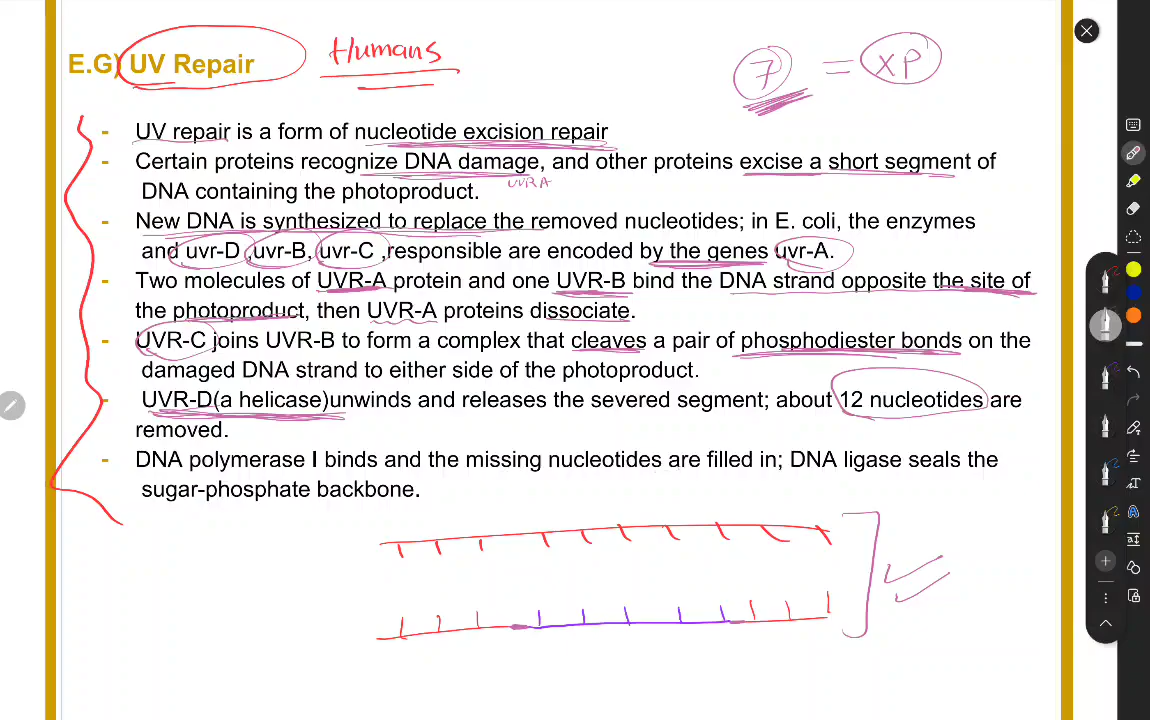 E.G) UV Repair Humans 7 = XP
- UV repair is a form of nucleotide excision repair
- Certain proteins recognize DNA damage, and other proteins excise a short segment of
DNA containing the photoproduct.
UVRA
- New DNA is synthesized to replace the removed nucleotides; in E. coli, the enzymes
and uvr-D ,uvr-B, uvr-C ,responsible are encoded by the genes uvr-A.
- Two molecules of UVR-A protein and one UVR-B bind the DNA strand opposite the site of
the photoproduct, then UVR-A proteins dissociate.
- UVR-C joins UVR-B to form a complex that cleaves a pair of phosphodiester bonds on the
damaged DNA strand to either side of the photoproduct.
- UVR-D(a helicase)unwinds and releases the severed segment; about 12 nucleotides are
removed.
- DNA polymerase I binds and the missing nucleotides are filled in; DNA ligase seals the
sugar-phosphate backbone.